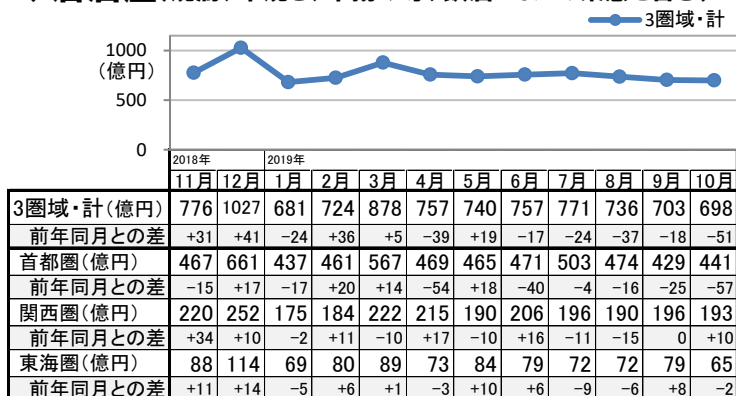 3圏域・計
1000
(億円)
500
0
2018年 2019年
11月 12月 1月 2月 3月 4月 5月 6月 7月 8月 9月 10月
3圏域・計(億円) 776 1027 681 724 878 757 740 757 771 736 703 698
前年同月との差 +31 +41 −24 +36 +5 −39 +19 −17 −24 −37 −18 −51
首都圏(億円) 467 661 437 461 567 469 465 471 503 474 429 441
前年同月との差 −15 +17 −17 +20 +14 −54 +18 −40 −4 −16 −25 −57
関西圏(億円) 220 252 175 184 222 215 190 206 196 190 196 193
前年同月との差 +34 +10 −2 +11 −10 +17 −10 +16 −11 −15 0 +10
東海圏(億円) 88 114 69 80 89 73 84 79 72 72 79 65
前年同月との差 +11 +14 −5 +6 +1 −3 +10 +6 −9 −6 +8 −2